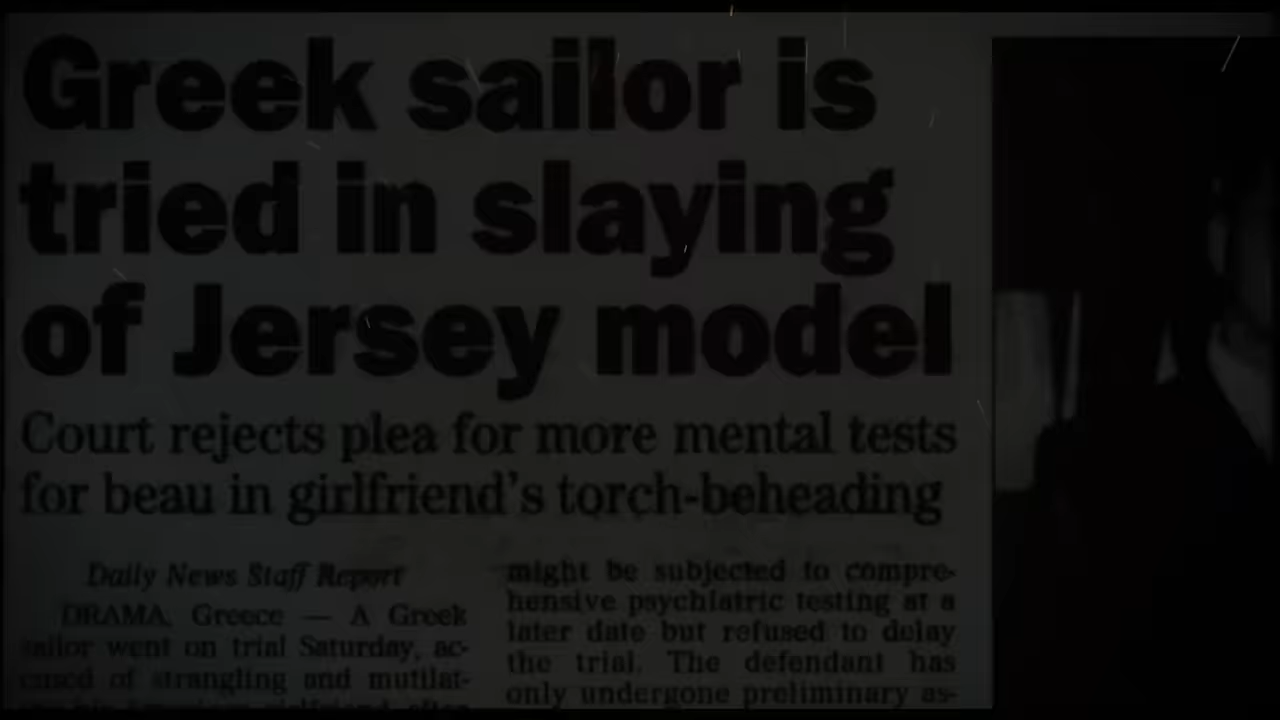 Greek sailor is
tried in slaying
of Jersey model
Court rejects plea for more mental tests
for beau in girlfriend's torch-beheading
Daily News Staff Report
DRAMA, Greece — A Greek
sailor went on trial Saturday, ac-
cused of strangling and mutilat-
American girlfriend after
might be subjected to compre-
hensive psychiatric testing at a
later date but refused to delay
the trial. The defendant has
only undergone preliminary as-